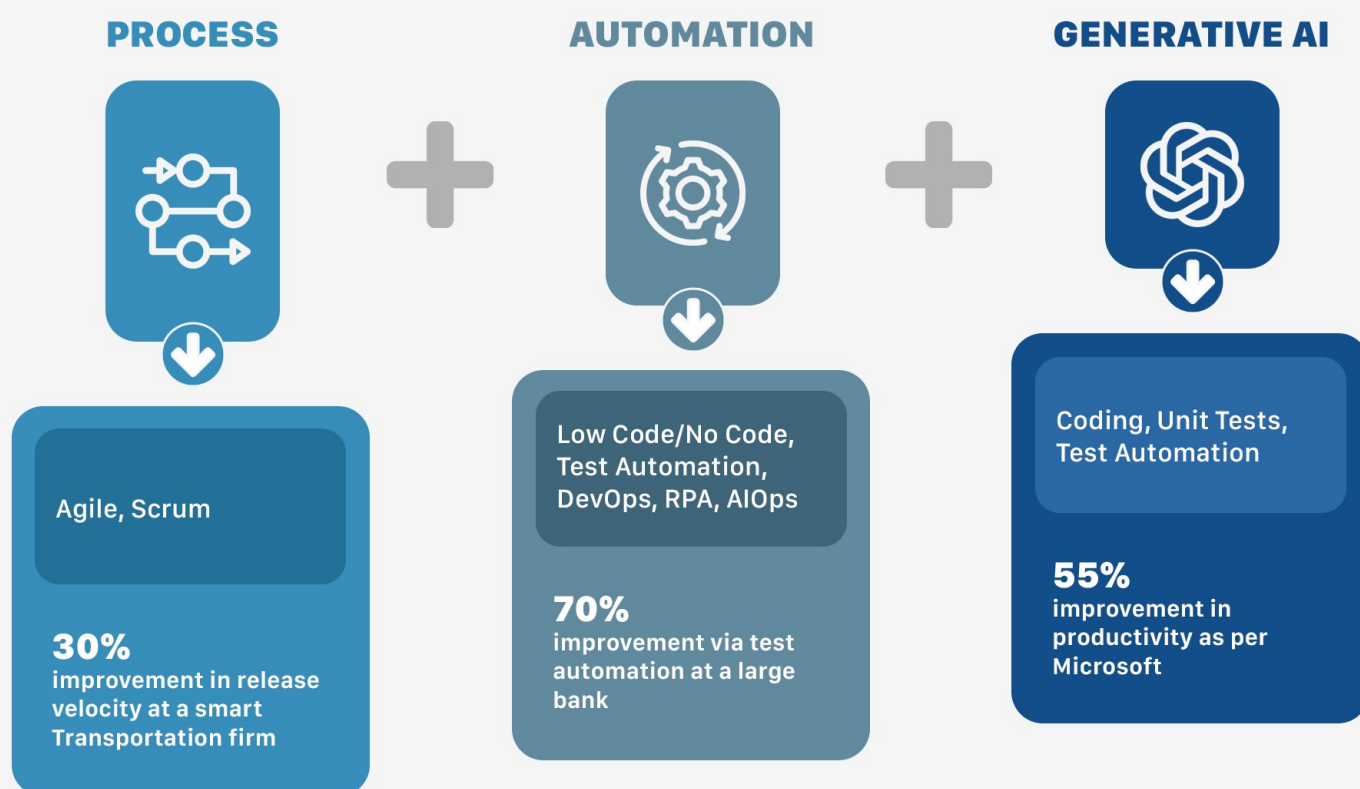 PROCESS
AUTOMATION
GENERATIVE AI
Agile, Scrum
30%
improvement in release
velocity at a smart
Transportation firm
Low Code/No Code,
Test Automation,
DevOps, RPA, AIOps
70%
improvement via test
automation at a large
bank
Coding, Unit Tests,
Test Automation
55%
improvement in
productivity as per
Microsoft